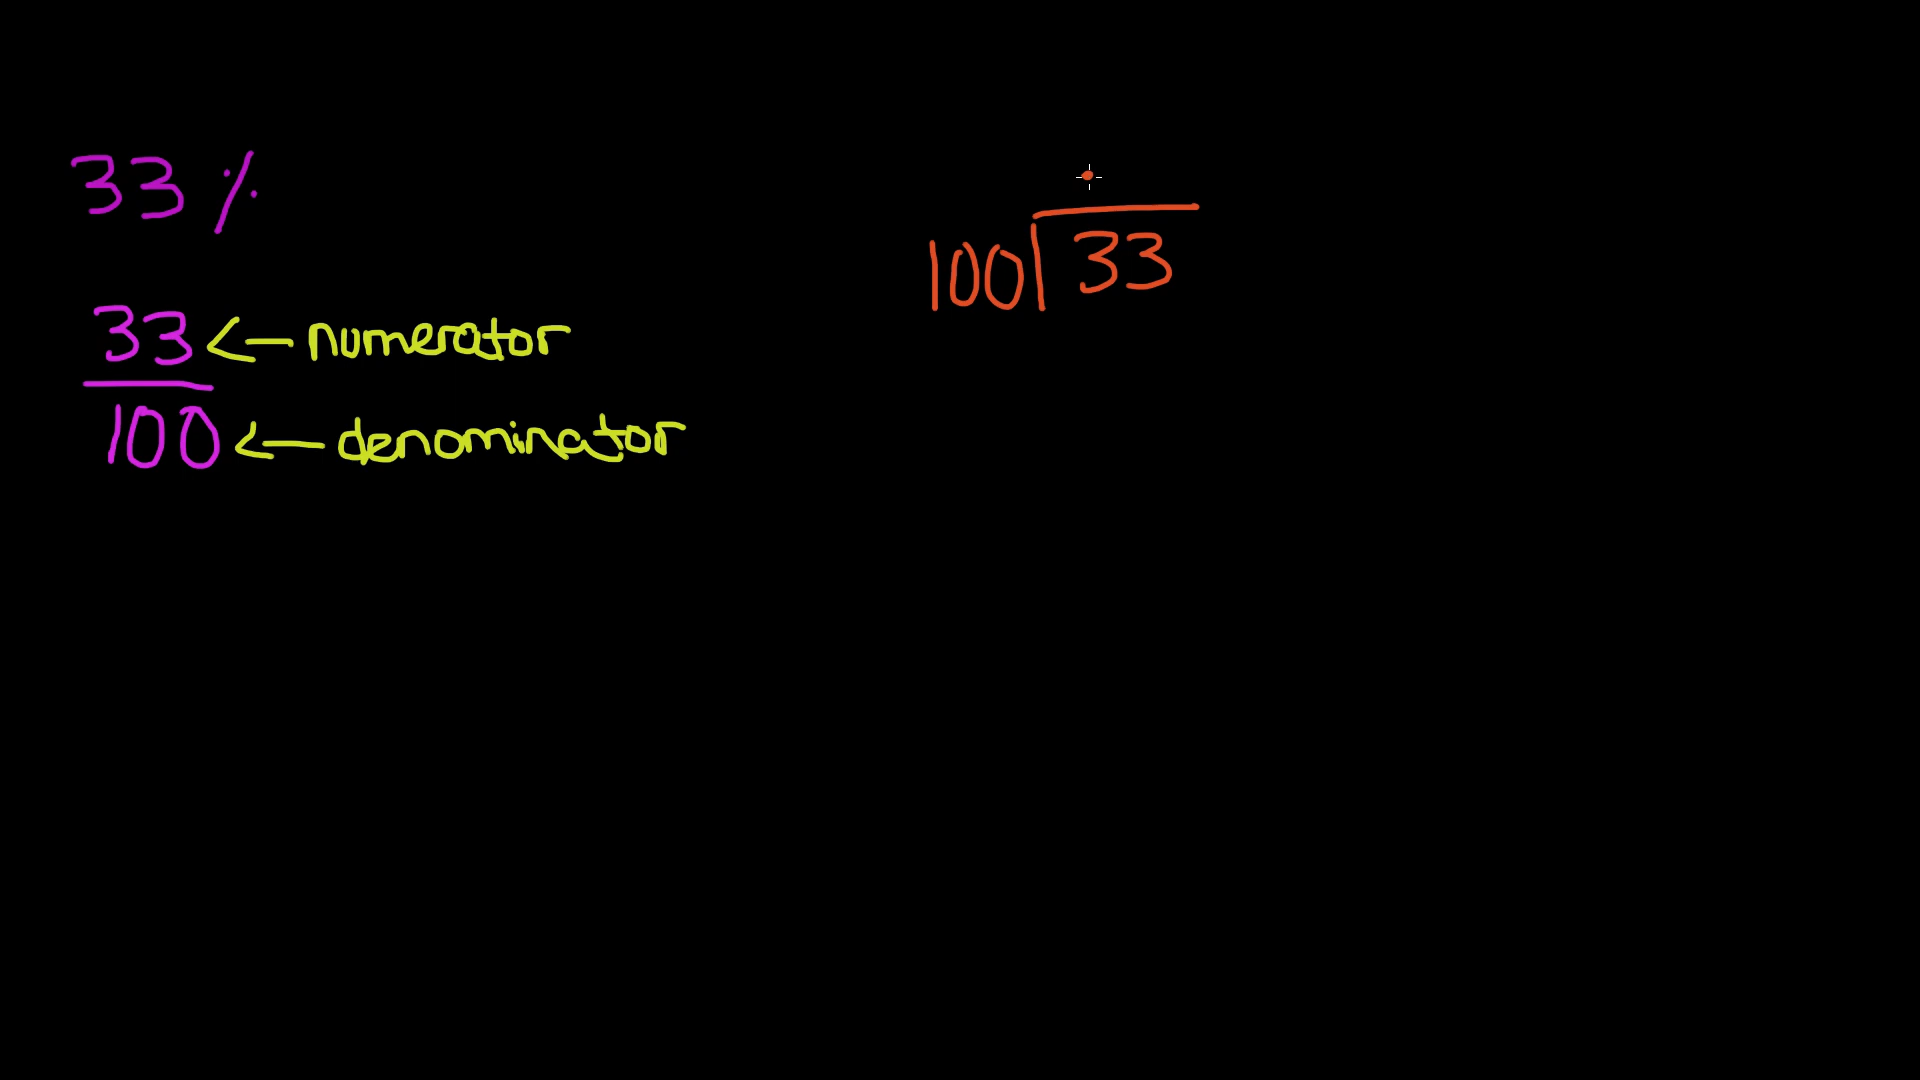 33 %
33 ← numerator
100 ← denominator
100 33